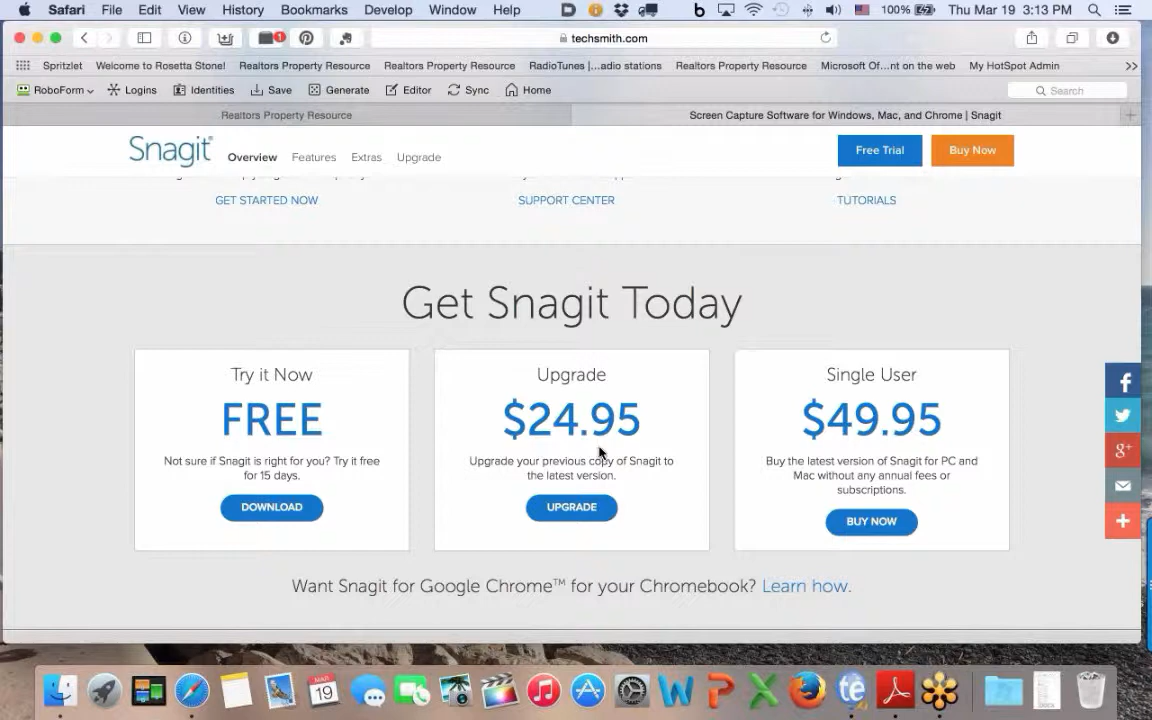 Safari File Edit View History Bookmarks Develop Window Help 100% Thu Mar 19 3:13 PM
techsmith.com
Spritzlet Welcome to Rosetta Stone! Realtors Property Resource Realtors Property Resource RadioTunes |...adio stations Realtors Property Resource Microsoft Of...nt on the web My HotSpot Admin >>
RoboForm Logins Identities Save Generate Editor Sync Home Search
Realtors Property Resource Screen Capture Software for Windows, Mac, and Chrome | Snagit
Snagit® Overview Features Extras Upgrade Free Trial Buy Now
GET STARTED NOW SUPPORT CENTER TUTORIALS
Get Snagit Today
Try it Now
FREE
Not sure if Snagit is right for you? Try it free
for 15 days.
DOWNLOAD
Upgrade
$24.95
Upgrade your previous copy of Snagit to
the latest version.
UPGRADE
Single User
$49.95
Buy the latest version of Snagit for PC and
Mac without any annual fees or
subscriptions.
BUY NOW
Want Snagit for Google Chrome™ for your Chromebook? Learn how.